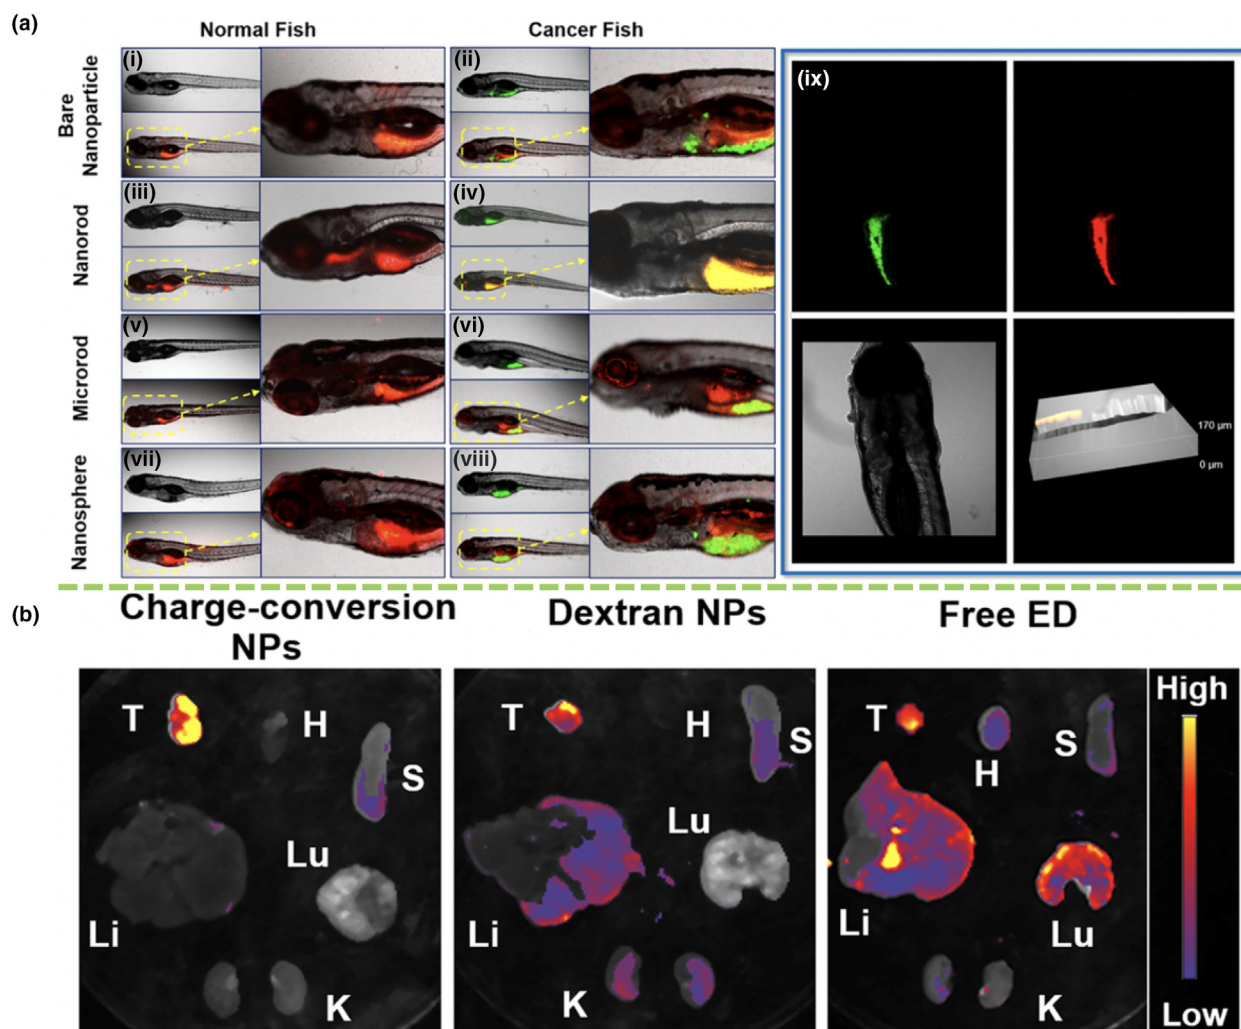 (a)
Normal Fish
Cancer Fish
Bare
Nanoparticle
(i)
(ii)
(ix)
Nanorod
(iii)
(iv)
Microrod
(v)
(vi)
170 µm
0 µm
Nanosphere
(vii)
(viii)
(b)
Charge-conversion
NPs
Dextran NPs
Free ED
T
H
S
Lu
Li
K
T
H
S
Lu
Li
K
T
H
S
Li
Lu
K
High
Low